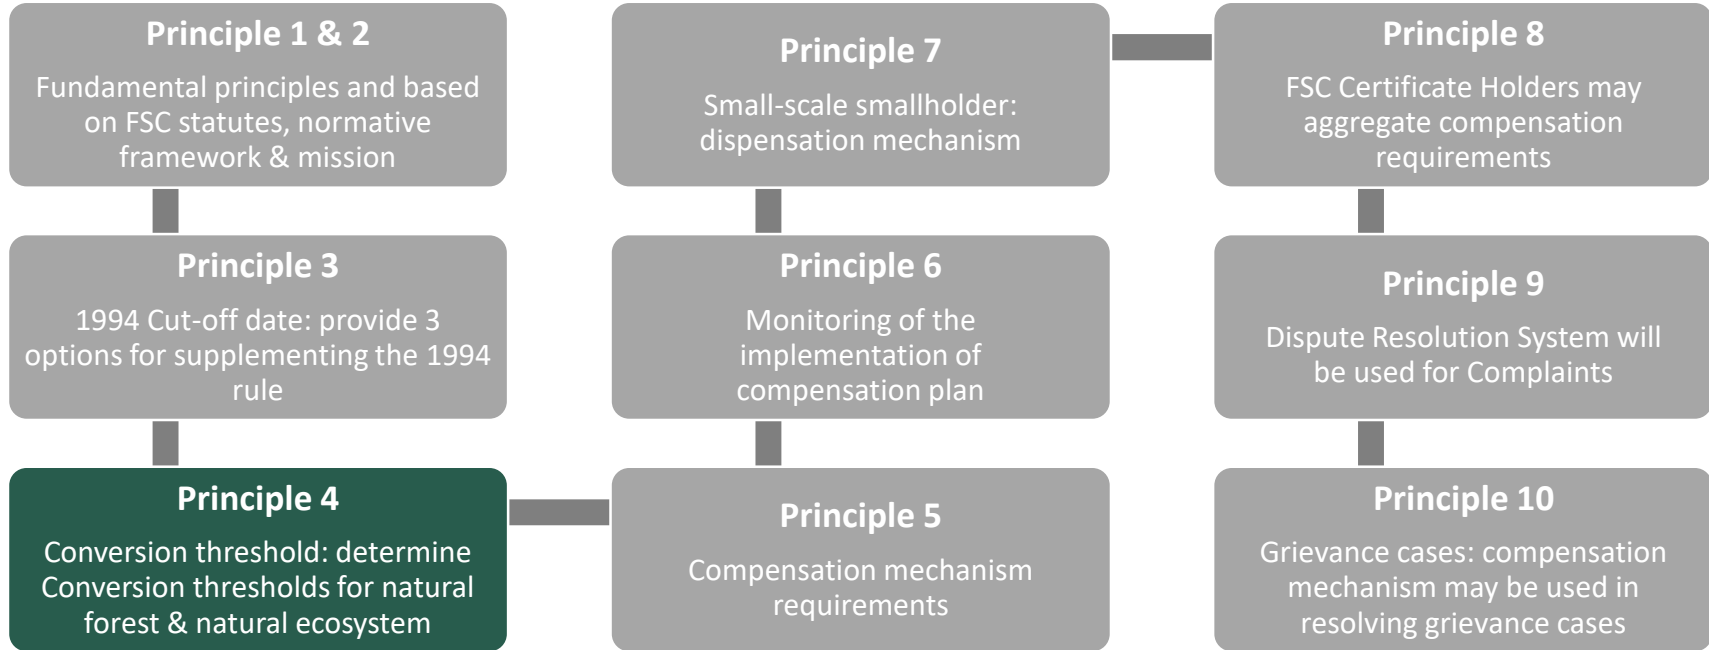 Principle 1 & 2
Fundamental principles and based
on FSC statutes, normative
framework & mission
Principle 3
1994 Cut-off date: provide 3
options for supplementing the 1994
rule
Principle 4
Conversion threshold: determine
Conversion thresholds for natural
forest & natural ecosystem
Principle 5
Compensation mechanism
requirements
Principle 6
Monitoring of the
implementation of
compensation plan
Principle 7
Small-scale smallholder:
dispensation mechanism
Principle 8
FSC Certificate Holders may
aggregate compensation
requirements
Principle 9
Dispute Resolution System will
be used for Complaints
Principle 10
Grievance cases: compensation
mechanism may be used in
resolving grievance cases